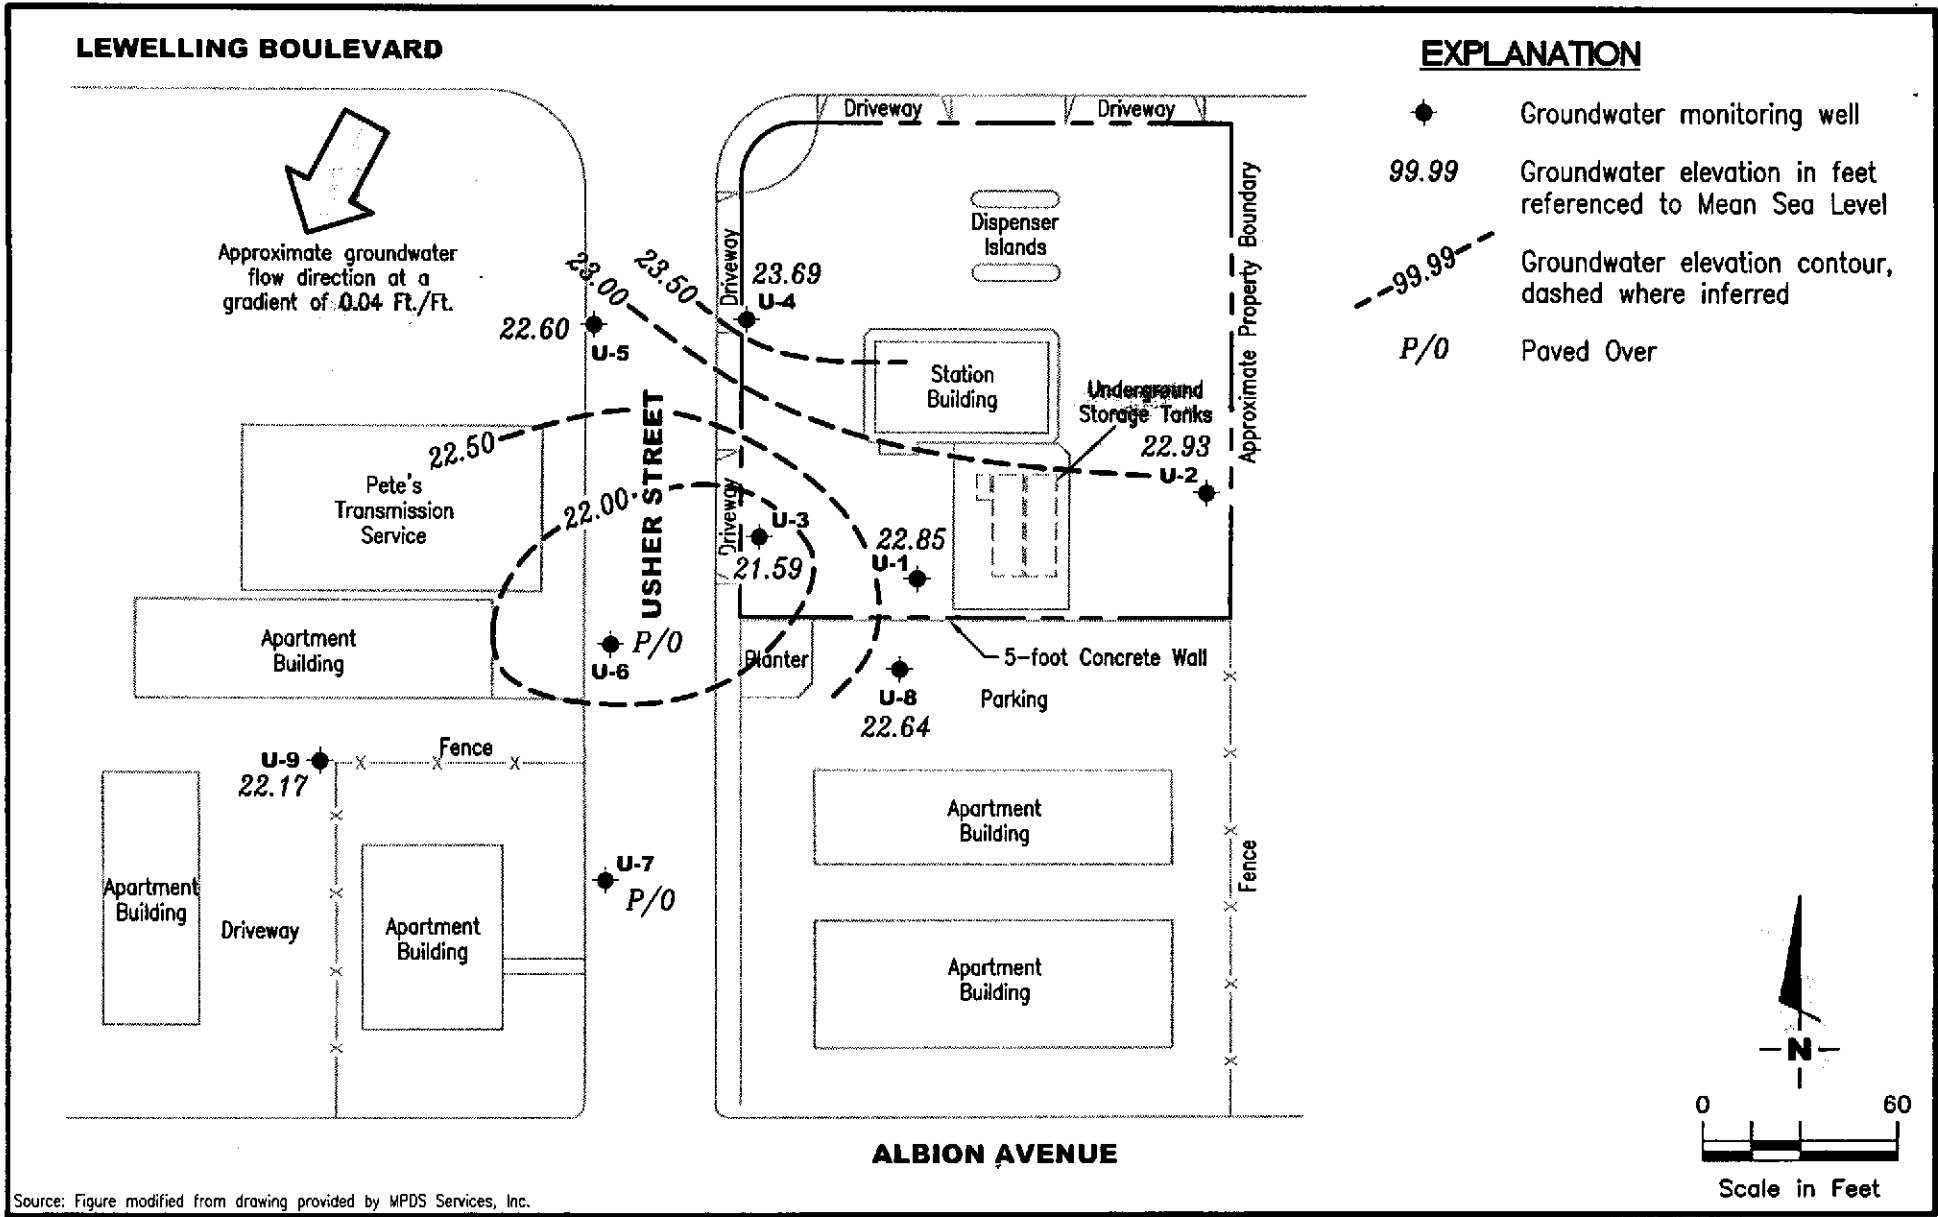 LEWELLING BOULEVARD
EXPLANATION
Groundwater monitoring well
99.99
Groundwater elevation in feet
referenced to Mean Sea Level
99.99
Groundwater elevation contour,
dashed where inferred
P/0
Paved Over
Approximate groundwater
flow direction at a
gradient of 0.04 Ft./Ft.
Driveway
Driveway
Dispenser
Islands
Approximate Property Boundary
Driveway
23.00
23.50
23.69
U-4
22.60
U-5
Station
Building
Underground
Storage Tanks
22.93
U-2
USHER STREET
22.50
Pete's
Transmission
Service
22.00
Driveway
U-3
21.59
22.85
U-1
Apartment
Building
P/0
U-6
Planter
5-foot Concrete Wall
U-8
22.64
Parking
U-9
22.17
Fence
Apartment
Building
U-7
P/0
Fence
Apartment
Building
Driveway
Apartment
Building
Apartment
Building
N
0 60
Scale in Feet
ALBION AVENUE
Source: Figure modified from drawing provided by MPDS Services, Inc.